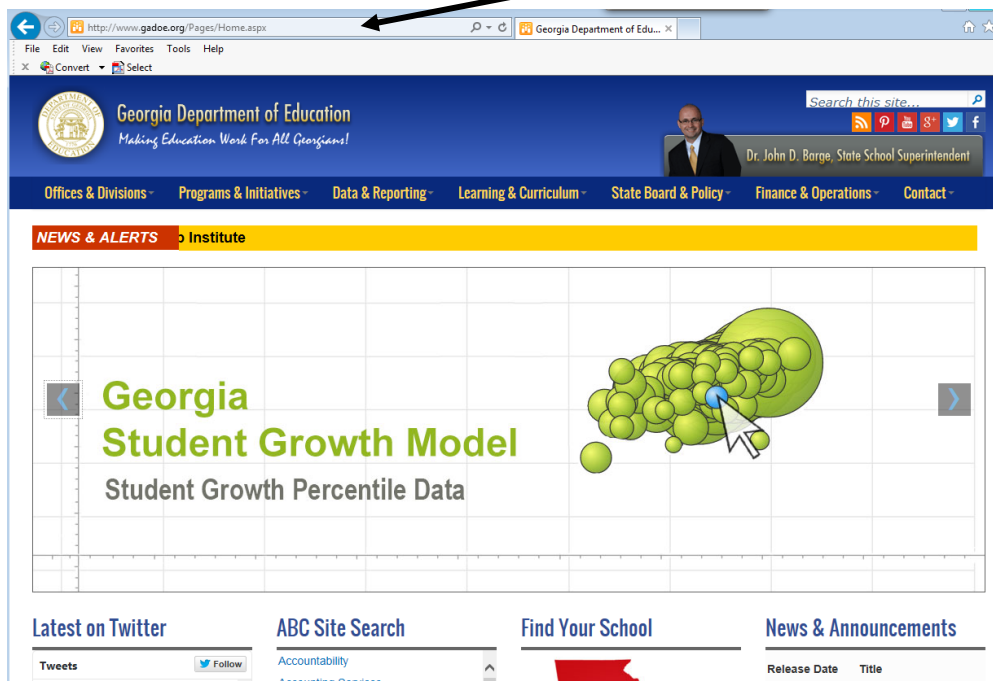 http://www.gadoe.org/Pages/Home.aspx
Georgia Department of Edu...
File Edit View Favorites Tools Help
x Convert Select
Georgia Department of Education
Making Education Work For All Georgians!
Search this site...
Dr. John D. Barge, State School Superintendent
Offices & Divisions Programs & Initiatives Data & Reporting Learning & Curriculum State Board & Policy Finance & Operations Contact
NEWS & ALERTS Institute
Georgia
Student Growth Model
Student Growth Percentile Data
Latest on Twitter ABC Site Search Find Your School News & Announcements
Tweets Follow Accountability Release Date Title
Accounting Services